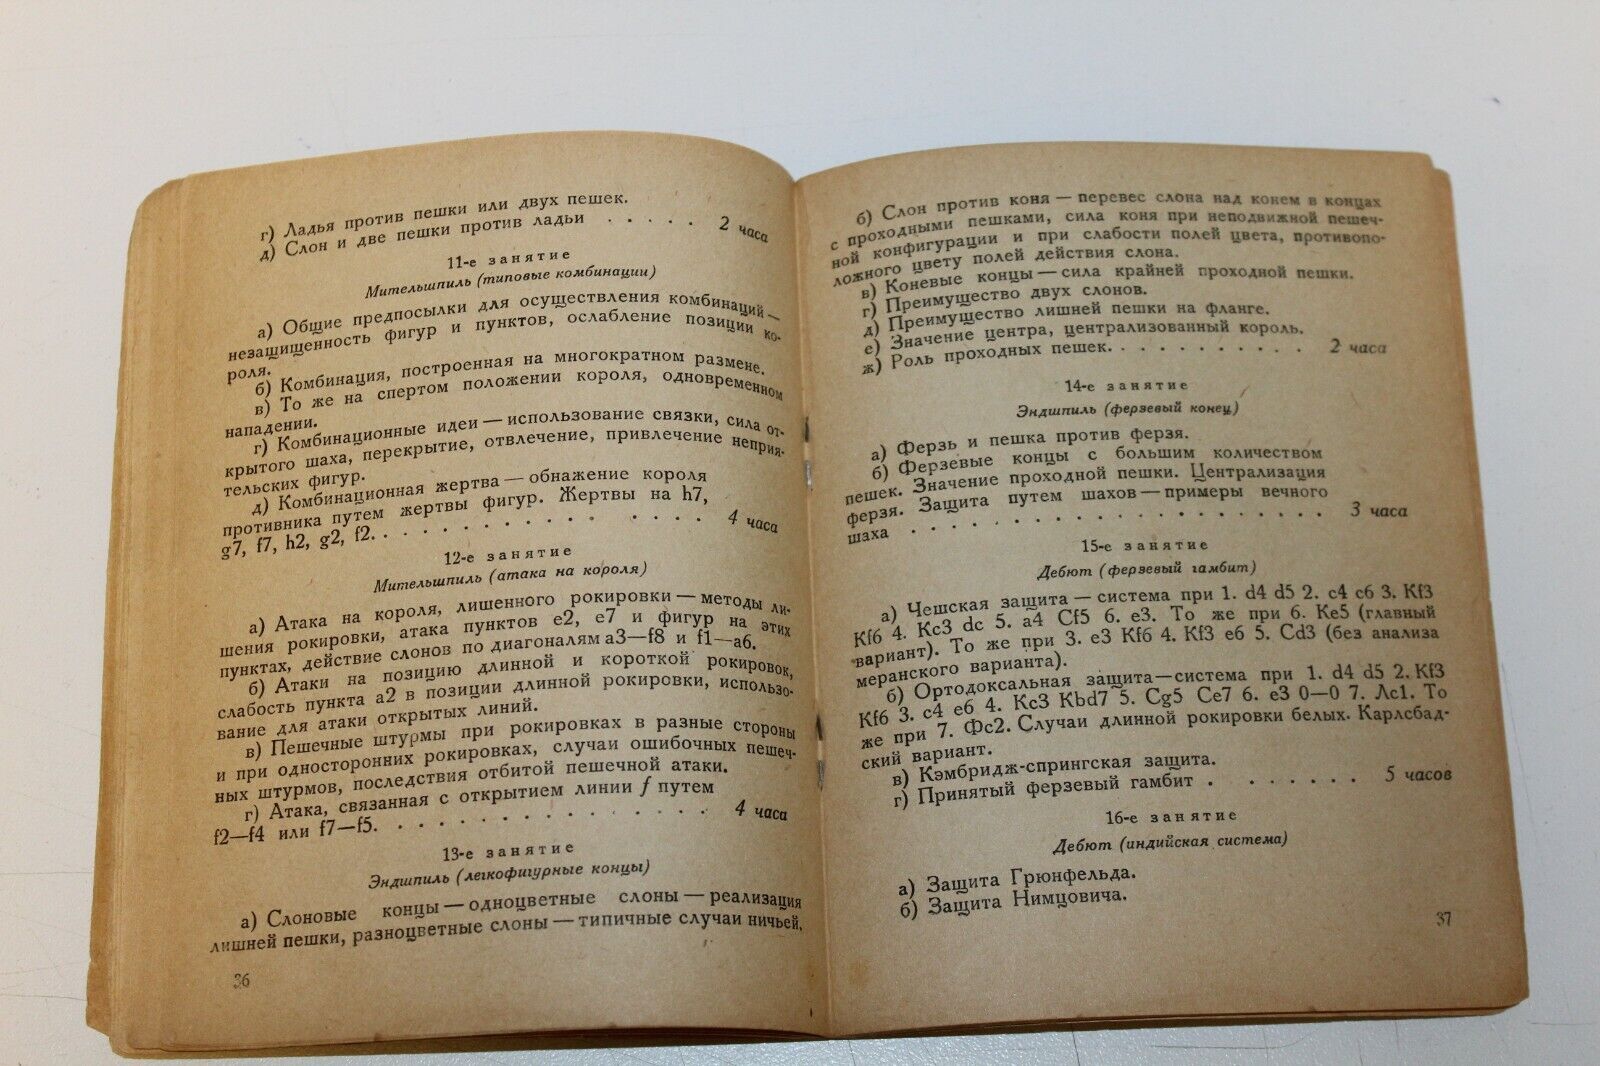 г) Ладья против пешки или двух пешек.
д) Слон и две пешки против ладьи . . . . . 2 часа
11-е занятие
Мительшпиль (типовые комбинации)
а) Общие предпосылки для осуществления комбинаций —
незащищенность фигур и пунктов, ослабление позиции ко-
роля.
б) Комбинация, построенная на многократном размене.
в) То же на спертом положении короля, одновременном
нападении.
г) Комбинационные идеи — использование связки, сила от-
крытого шаха, перекрытие, отвлечение, привлечение неприя-
тельских фигур.
д) Комбинационная жертва — обнажение короля
противника путем жертвы фигур. Жертвы на h7,
g7, f7, h2, g2, f2. . . . . . . . . . . . . . . 4 часа
12-е занятие
Мительшпиль (атака на короля)
а) Атака на короля, лишенного рокировки — методы ли-
шения рокировки, атака пунктов e2, e7 и фигур на этих
пунктах, действие слонов по диагоналям a3—f8 и f1—a6.
б) Атаки на позицию длинной и короткой рокировок,
слабость пункта a2 в позиции длинной рокировки, использо-
вание для атаки открытых линий.
в) Пешечные штурмы при рокировках в разные стороны
и при односторонних рокировках, случаи ошибочных пешеч-
ных штурмов, последствия отбитой пешечной атаки.
г) Атака, связанная с открытием линии f путем
f2—f4 или f7—f5. . . . . . . . . . . . . . . 4 часа
13-е занятие
Эндшпиль (легкофигурные концы)
а) Слоновые концы — одноцветные слоны — реализация
лишней пешки, разноцветные слоны — типичные случаи ничьей,
36
б) Слон против коня — перевес слона над конем в концах
с проходными пешками, сила коня при неподвижной пешеч-
ной конфигурации и при слабости полей цвета, противопо-
ложного цвету полей действия слона.
в) Коневые концы — сила крайней проходной пешки.
г) Преимущество двух слонов.
д) Преимущество лишней пешки на фланге.
е) Значение центра, централизованный король.
ж) Роль проходных пешек. . . . . . . . . . . 2 часа
14-е занятие
Эндшпиль (ферзевый конец)
а) Ферзь и пешка против ферзя.
б) Ферзевые концы с большим количеством
пешек. Значение проходной пешки. Централизация
ферзя. Защита путем шахов — примеры вечного
шаха . . . . . . . . . . . . . . . . . . . . 3 часа
15-е занятие
Дебют (ферзевый гамбит)
а) Чешская защита — система при 1. d4 d5 2. c4 c6 3. Kf3
Kf6 4. Kc3 dc 5. a4 Cf5 6. e3. То же при 6. Ke5 (главный
вариант). То же при 3. e3 Kf6 4. Kf3 e6 5. Cd3 (без анализа
меранского варианта).
б) Ортодоксальная защита—система при 1. d4 d5 2. Kf3
Kf6 3. c4 e6 4. Kc3 Kbd7 5. Cg5 Ce7 6. e3 0—0 7. Лc1. То
же при 7. Фc2. Случаи длинной рокировки белых. Карлсбад-
ский вариант.
в) Кэмбридж-спрингская защита.
г) Принятый ферзевый гамбит . . . . . . . 5 часов
16-е занятие
Дебют (индийская система)
а) Защита Грюнфельда.
б) Защита Нимцовича.
37